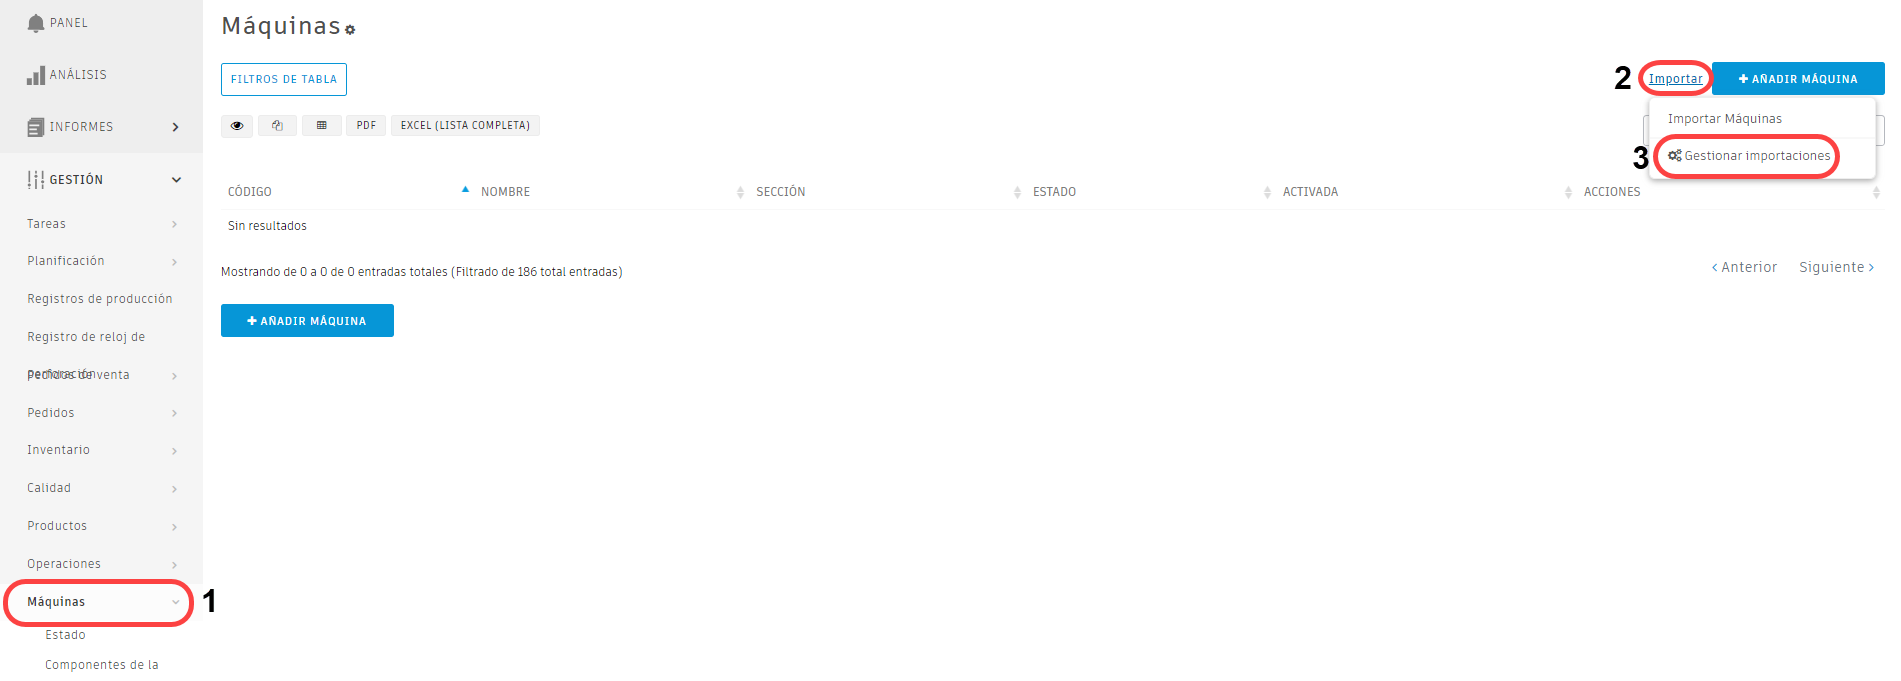 PANEL
ANÁLISIS
INFORMES
GESTIÓN
Tareas
Planificación
Registros de producción
Registro de reloj de
perforación
Pedidos de venta
Pedidos
Inventario
Calidad
Productos
Operaciones
Máquinas
1
Estado
Componentes de la
Máquinas
FILTROS DE TABLA
2
Importar
AÑADIR MÁQUINA
PDF
EXCEL (LISTA COMPLETA)
Importar Máquinas
3
Gestionar importaciones
CÓDIGO NOMBRE SECCIÓN ESTADO ACTIVADA ACCIONES
Sin resultados
Mostrando de 0 a 0 de 0 entradas totales (Filtrado de 186 total entradas)
Anterior Siguiente
AÑADIR MÁQUINA